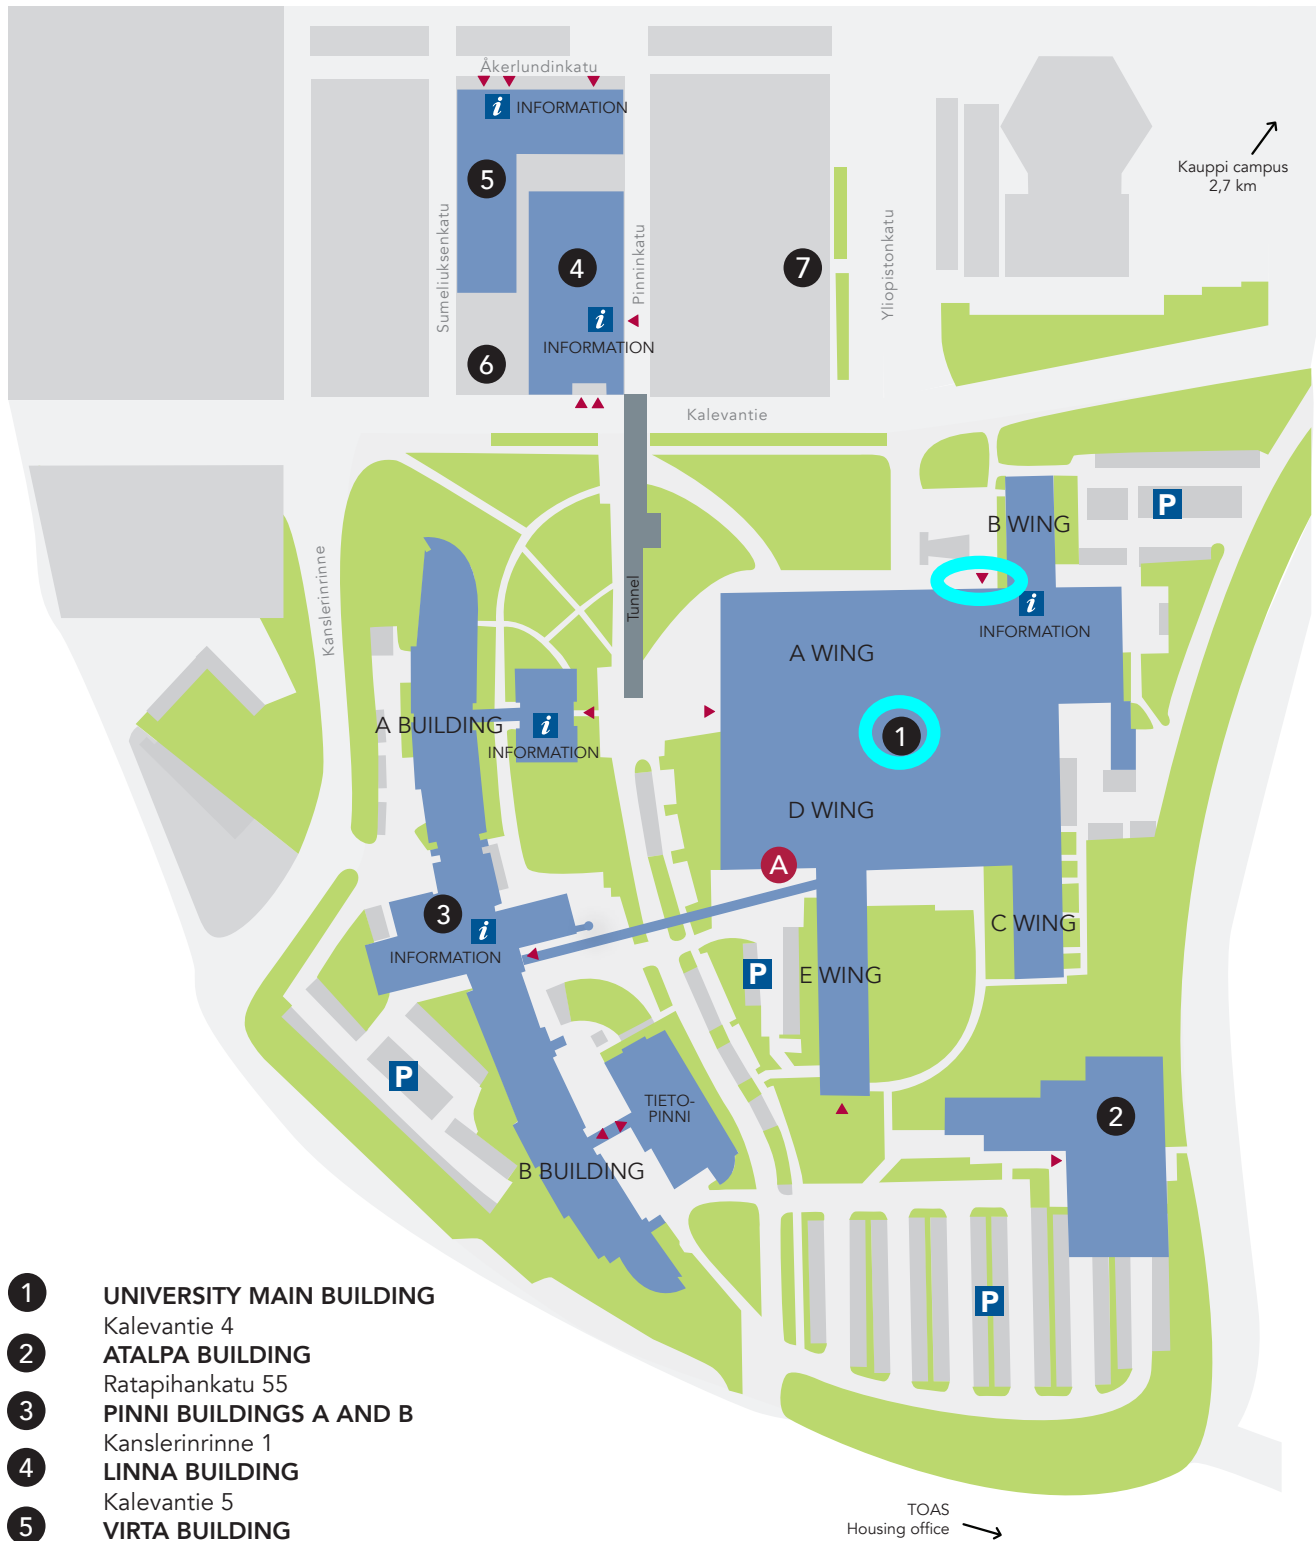 Åkerlundinkatu
i INFORMATION
Kauppi campus
2,7 km
5
Sumeliuksenkatu
4
Pinninkatu
7
Yliopistonkatu
i
INFORMATION
6
Kalevantie
B WING
P
Kanslerinrinne
Tunnel
i
INFORMATION
A WING
A BUILDING
i
INFORMATION
1
D WING
A
3
i
INFORMATION
C WING
P
E WING
P
TIETO-
PINNI
2
B BUILDING
P
1 UNIVERSITY MAIN BUILDING
Kalevantie 4
2 ATALPA BUILDING
Ratapihankatu 55
3 PINNI BUILDINGS A AND B
Kanslerinrinne 1
4 LINNA BUILDING
Kalevantie 5
5 VIRTA BUILDING
TOAS
Housing office